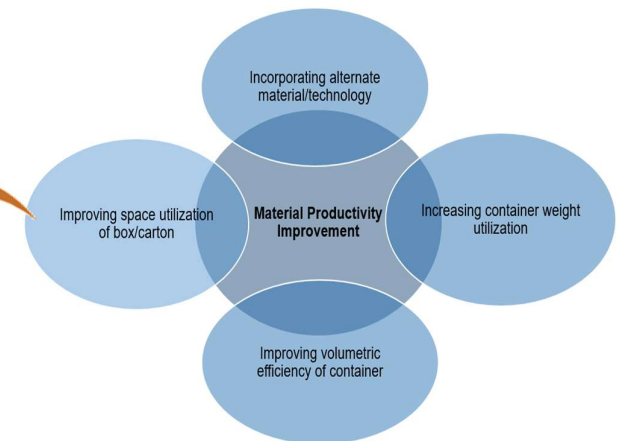 Incorporating alternate
material/technology
Improving space utilization
of box/carton
Material Productivity
Improvement
Increasing container weight
utilization
Improving volumetric
efficiency of container